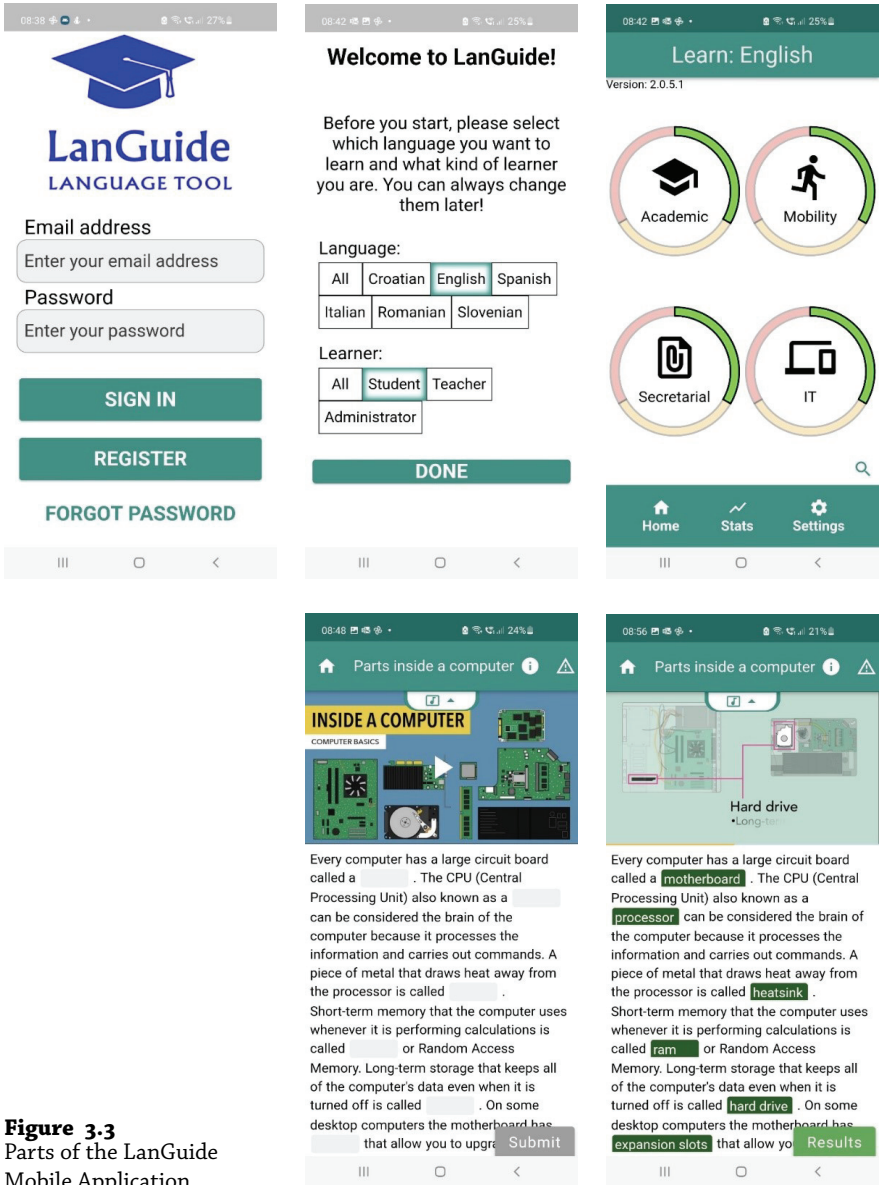 08:38
27%
LanGuide
LANGUAGE TOOL
Email address
Enter your email address
Password
Enter your password
SIGN IN
REGISTER
FORGOT PASSWORD
08:42
25%
Welcome to LanGuide!
Before you start, please select
which language you want to
learn and what kind of learner
you are. You can always change
them later!
Language:
All Croatian English Spanish
Italian Romanian Slovenian
Learner:
All Student Teacher
Administrator
DONE
08:42
25%
Learn: English
Version: 2.0.5.1
Academic
Mobility
Secretarial
IT
Home Stats Settings
08:48
24%
Parts inside a computer
INSIDE A COMPUTER
COMPUTER BASICS
Every computer has a large circuit board
called a . The CPU (Central
Processing Unit) also known as a
can be considered the brain of the
computer because it processes the
information and carries out commands. A
piece of metal that draws heat away from
the processor is called .
Short-term memory that the computer uses
whenever it is performing calculations is
called or Random Access
Memory. Long-term storage that keeps all
of the computer's data even when it is
turned off is called . On some
desktop computers the motherboard has
that allow you to upgra
Submit
08:56
21%
Parts inside a computer
Hard drive
•Long-ter
Every computer has a large circuit board
called a motherboard . The CPU (Central
Processing Unit) also known as a
processor can be considered the brain of
the computer because it processes the
information and carries out commands. A
piece of metal that draws heat away from
the processor is called heatsink .
Short-term memory that the computer uses
whenever it is performing calculations is
called ram or Random Access
Memory. Long-term storage that keeps all
of the computer's data even when it is
turned off is called hard drive . On some
desktop computers the motherboard has
expansion slots that allow yo
Results
Figure 3.3
Parts of the LanGuide
Mobile Application